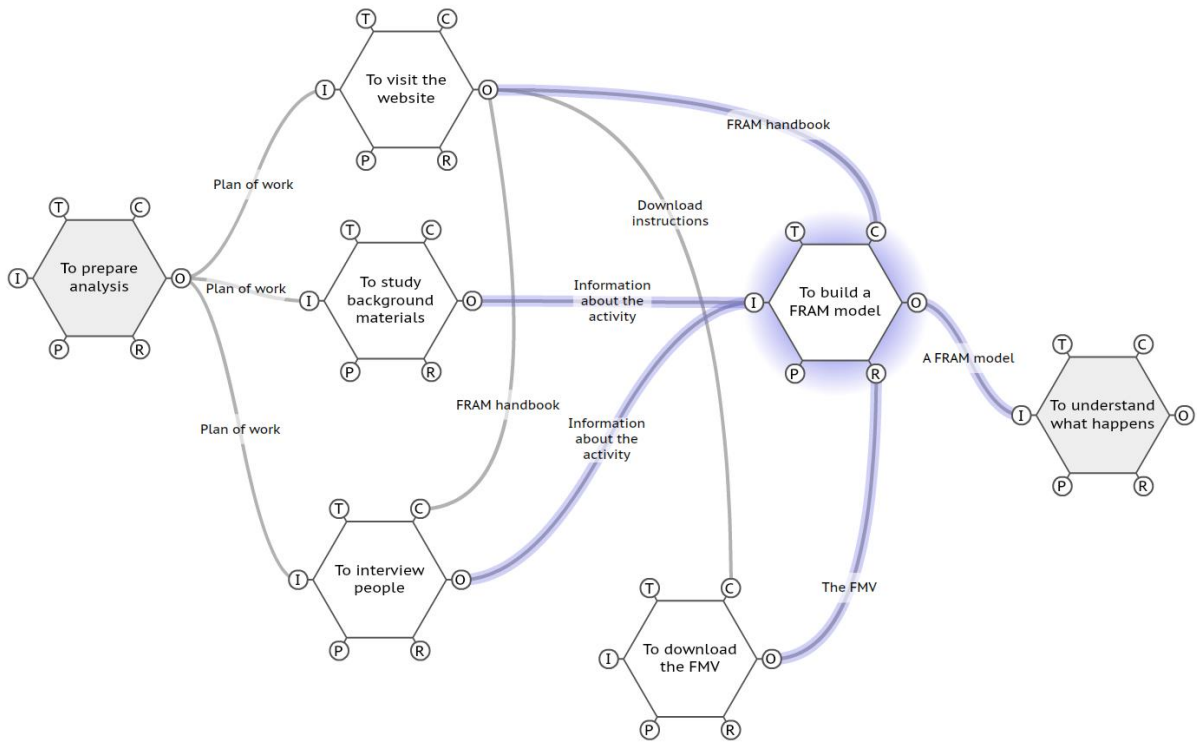 T
C
To visit the
website
I
O
P
R
FRAM handbook
Plan of work
Download
instructions
T
C
To prepare
analysis
I
O
P
R
Plan of work
T
C
To study
background
materials
I
O
P
R
Information
about the
activity
T
C
To build a
FRAM model
I
O
P
R
A FRAM model
T
C
To understand
what happens
I
O
P
R
Plan of work
FRAM handbook
Information
about the
activity
T
C
To interview
people
I
O
P
R
The FMV
T
C
To download
the FMV
I
O
P
R